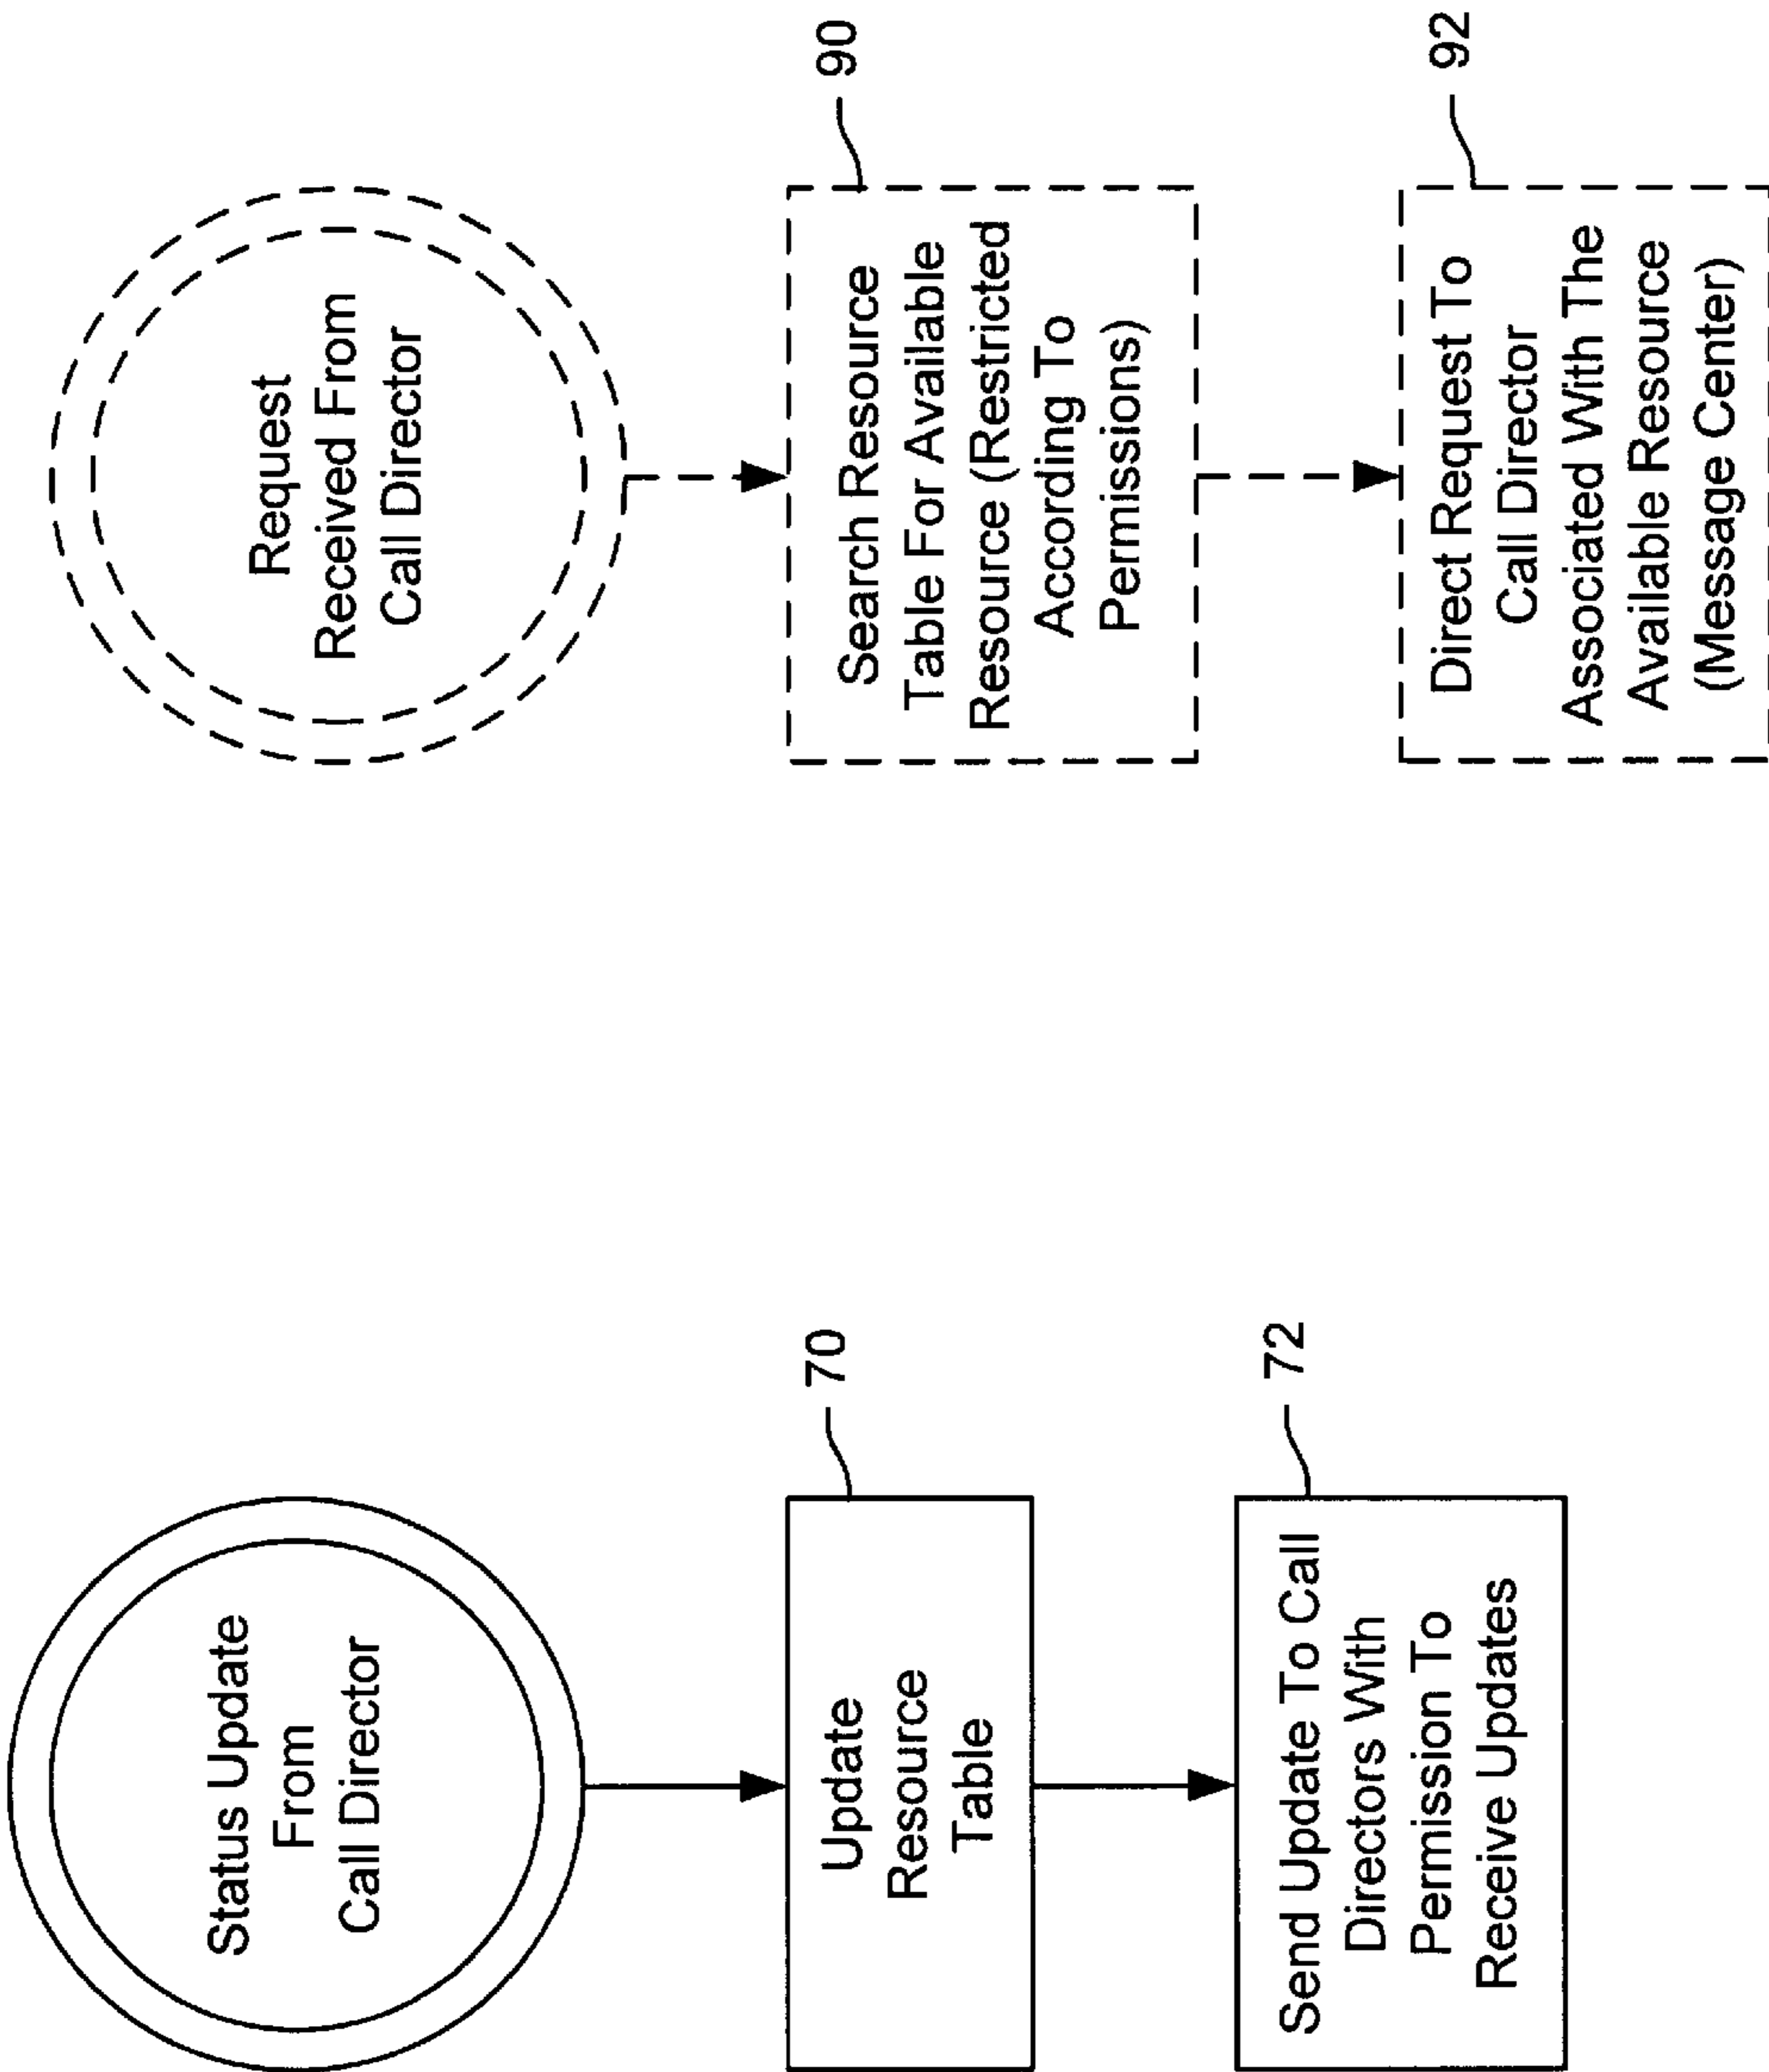 Status Update
From
Call Director
70
Update
Resource
Table
72
Send Update To Call
Directors With
Permission To
Receive Updates
Request
Received From
Call Director
90
Search Resource
Table For Available
Resource (Restricted
According To
Permissions)
92
Direct Request To
Call Director
Associated With The
Available Resource
(Message Center)